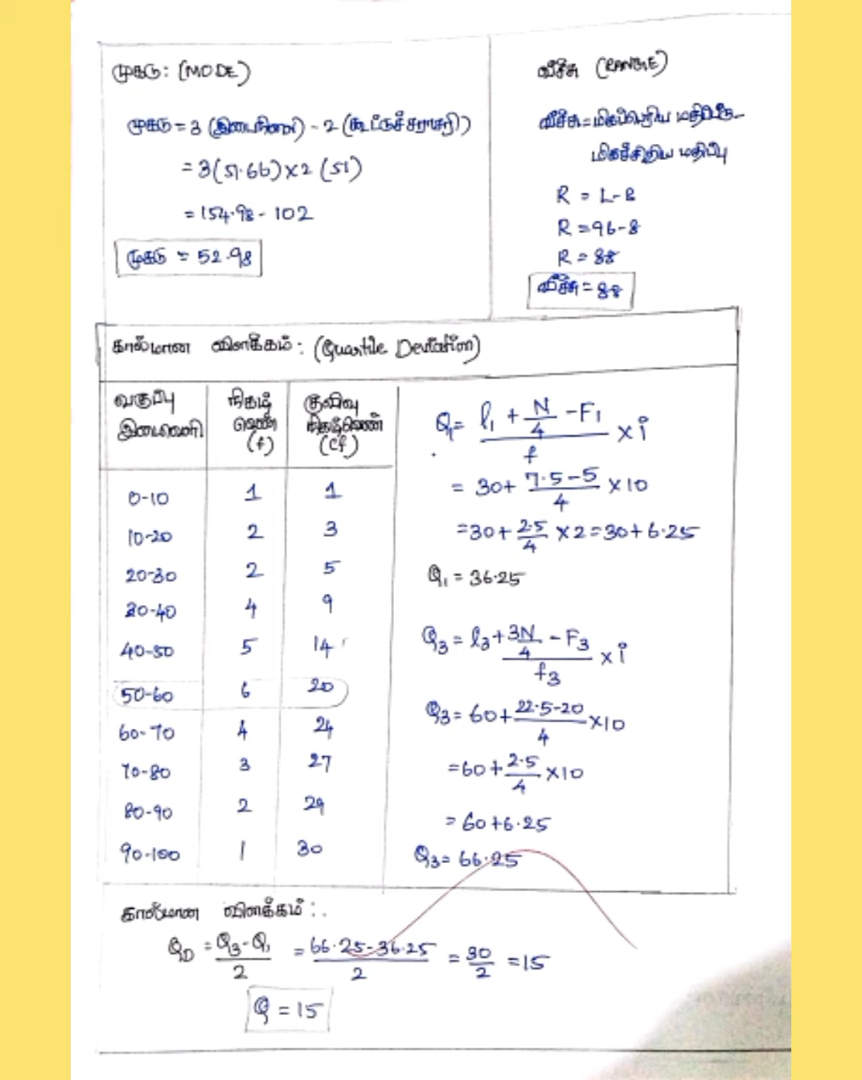 முகடு: (MODE)
முகடு = 3 (இடைநிலை) - 2 (கூட்டுச்சராசரி)
= 3(51.66) x 2 (51)
= 154.98 - 102
முகடு = 52.98
வீச்சு (RANGE)
வீச்சு = மிகப்பெரிய மதிப்பு -
மிகச்சிறிய மதிப்பு
R = L-S
R = 96-8
R = 88
வீச்சு = 88
கால்மான விலக்கம் : (Quartile Deviation)
வகுப்பு நிகழ் குவிவு
இடைவெளி வெண் நிகழ்வெண்
(f) (cf)
0-10 1 1
10-20 2 3
20-30 2 5
30-40 4 9
40-50 5 14
50-60 6 20
60-70 4 24
70-80 3 27
80-90 2 29
90-100 1 30
Q₁ = l₁ + N/4 - F₁ / f x i
= 30 + 7.5-5 / 4 x 10
= 30 + 2.5/4 x 2 = 30 + 6.25
Q₁ = 36.25
Q₃ = l₃ + 3N/4 - F₃ / f₃ x i
Q₃ = 60 + 22.5-20 / 4 x 10
= 60 + 2.5/4 x 10
= 60 + 6.25
Q₃ = 66.25
கால்மான விலக்கம் :.
QD = Q₃-Q₁ / 2 = 66.25-36.25 / 2 = 30/2 = 15
Q = 15